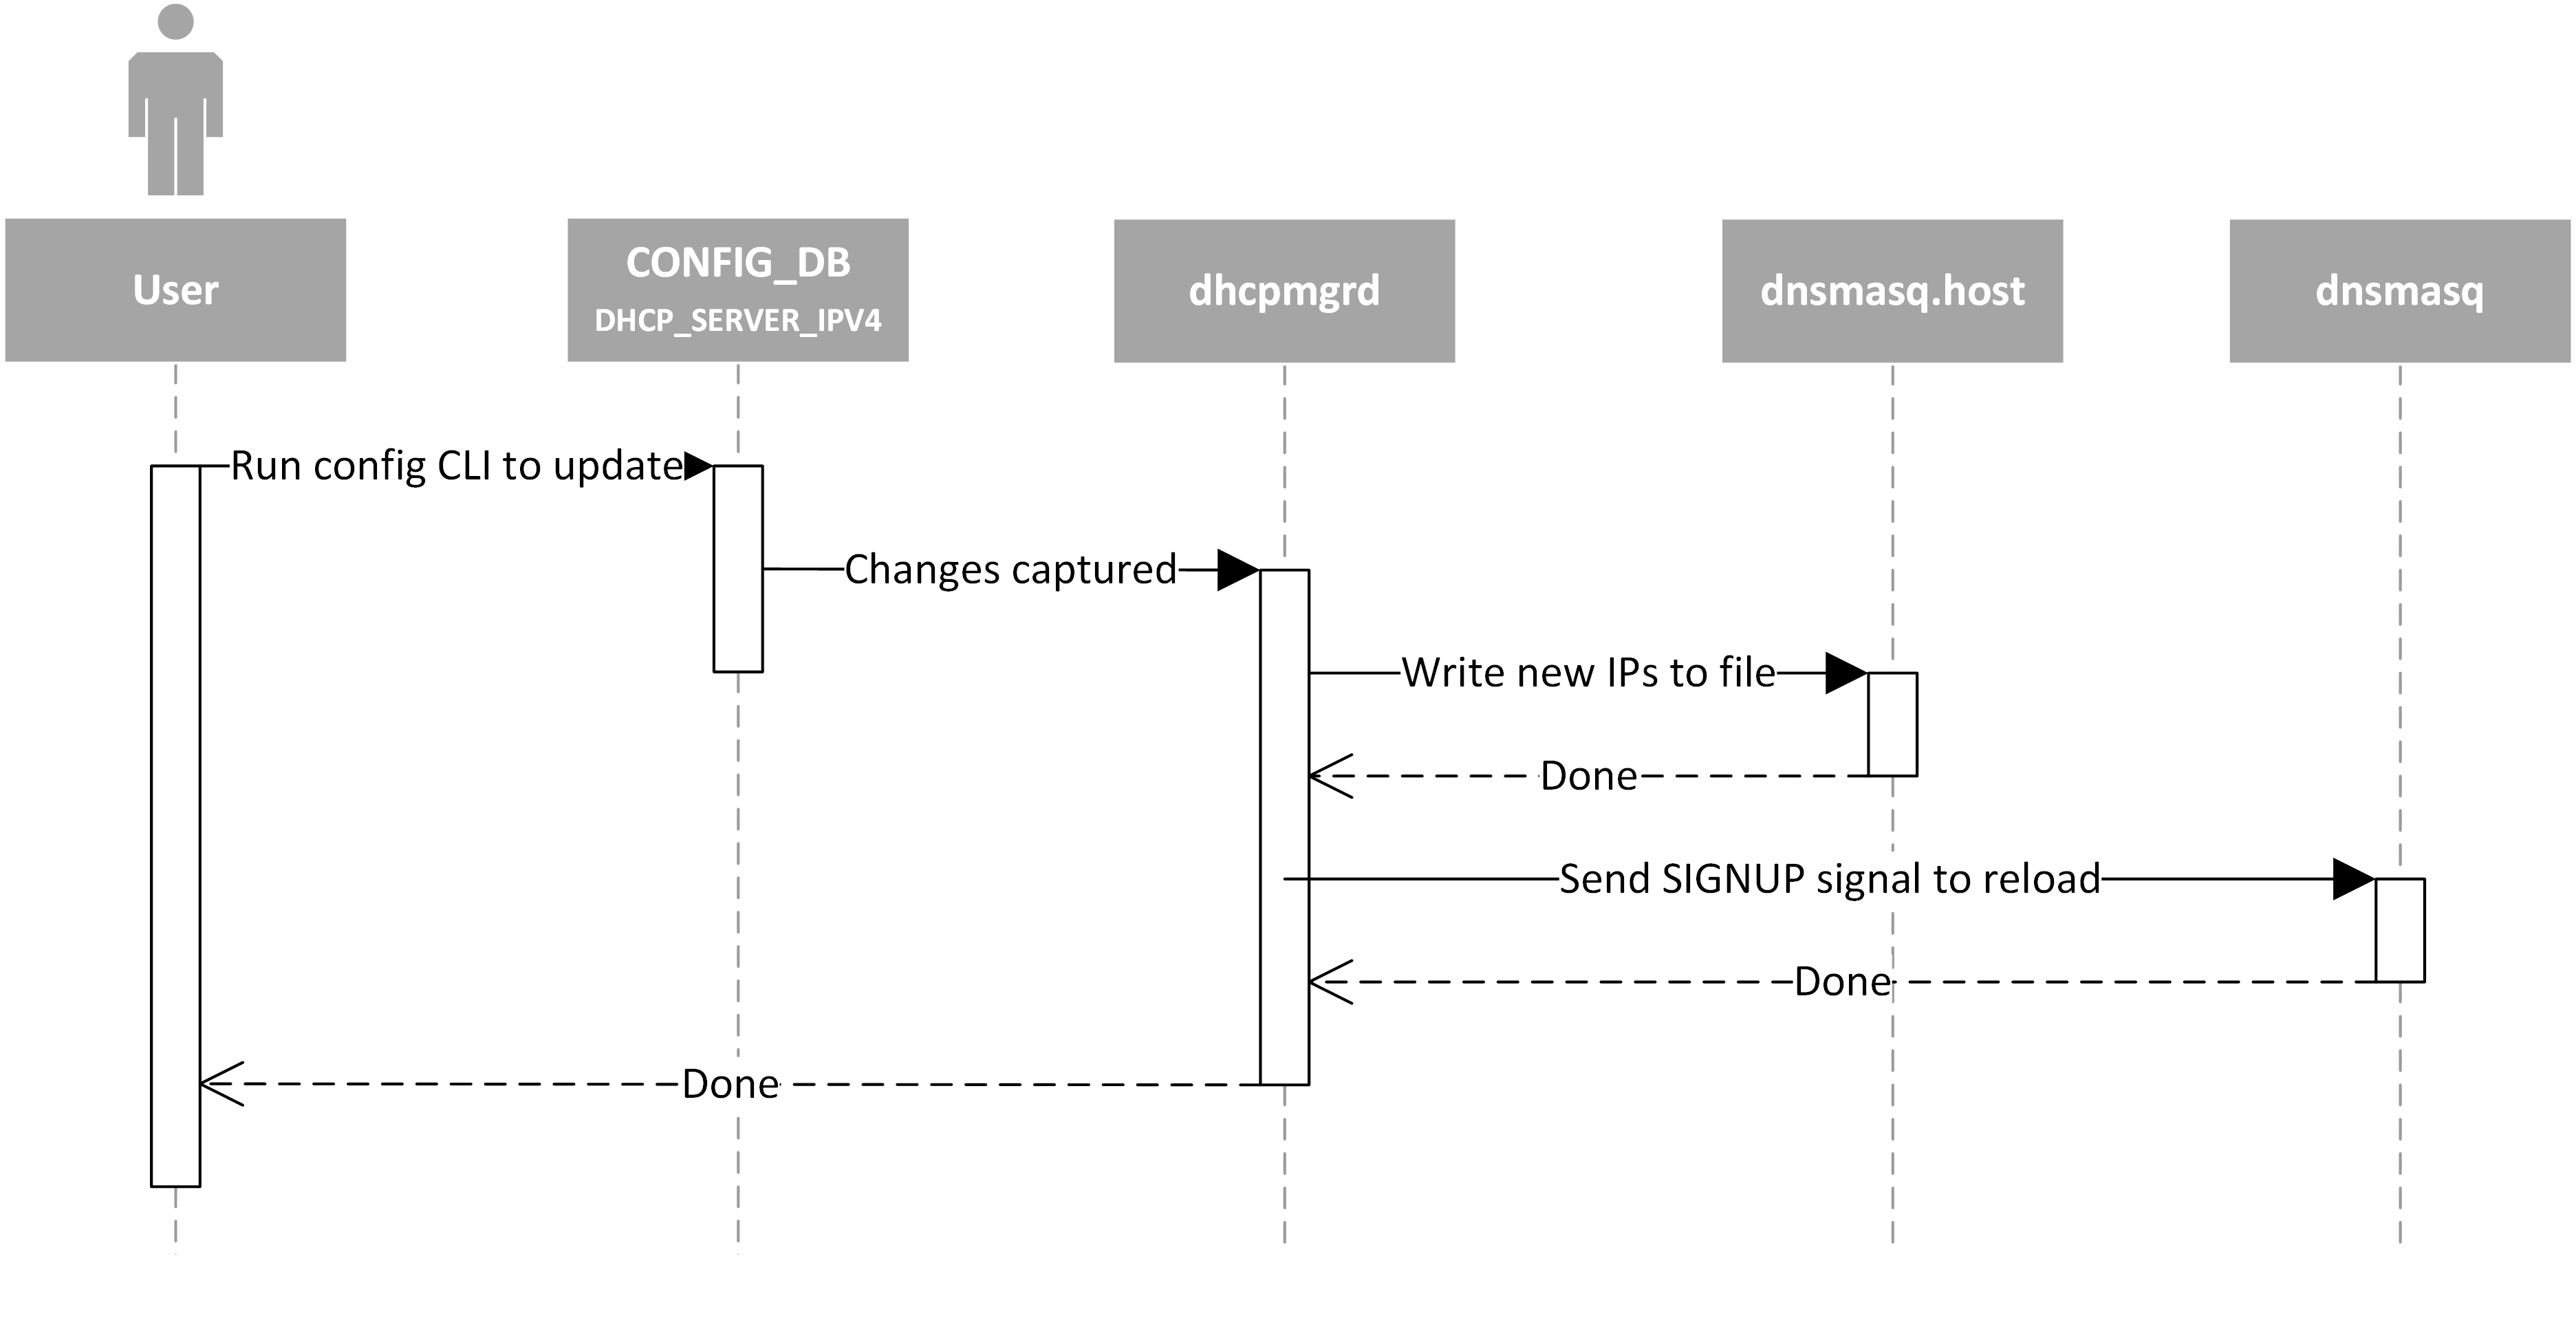 User
CONFIG_DB
DHCP_SERVER_IPV4
dhcpmgrd
dnsmasq.host
dnsmasq
Run config CLI to update
Changes captured
Write new IPs to file
Done
Send SIGNUP signal to reload
Done
Done